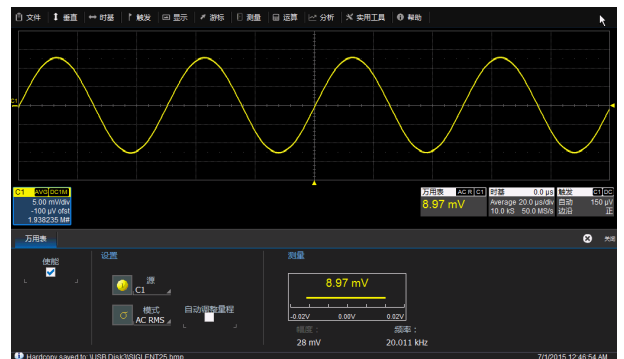 文件 垂直 时基 触发 显示 游标 测量 运算 分析 实用工具 帮助
C1
C1 AVG DC1M
5.00 mV/div
-100 µV ofst
1.938235 M#
万用表 AC R C1
8.97 mV
时基 0.0 µs
Average 20.0 µs/div
10.0 kS 50.0 MS/s
触发 C1 DC
自动 150 µV
边沿 正
万用表
关闭
使能
设置
源
C1
模式
AC RMS
自动调整量程
测量
8.97 mV
-0.02V 0.00V 0.02V
幅度： 频率：
28 mV 20.011 kHz
Hardcopy saved to: \USB Disk3\SIGLENT25.bmp 7/1/2015 12:46:54 AM